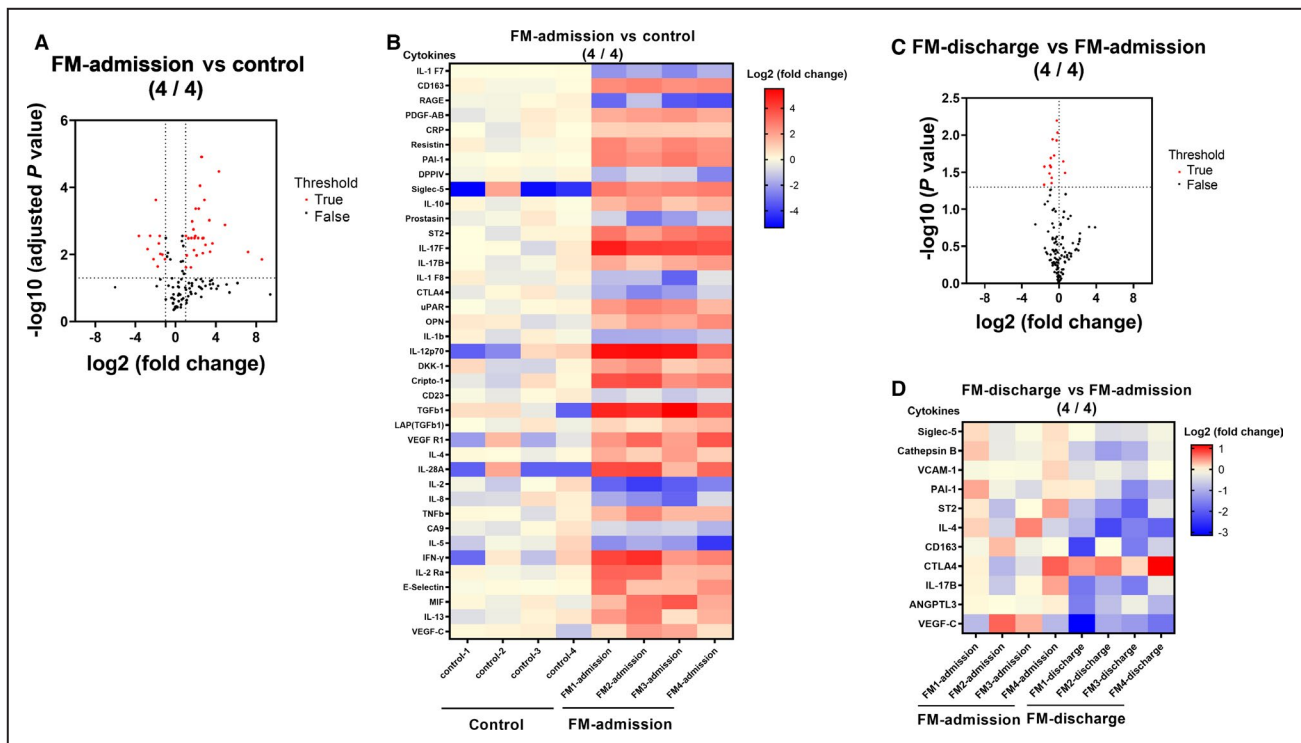 A
FM-admission vs control
(4 / 4)
-log10 (adjusted P value)
6
4
2
0
-8
-4
0
4
8
log2 (fold change)
Threshold
True
False
B
FM-admission vs control
(4 / 4)
Cytokines
IL-1 F7
CD163
RAGE
PDGF-AB
CRP
Resistin
PAI-1
DPPIV
Siglec-5
IL-10
Prostasin
ST2
IL-17F
IL-17B
IL-1 F8
CTLA4
uPAR
OPN
IL-1b
IL-12p70
DKK-1
Cripto-1
CD23
TGFb1
LAP(TGFb1)
VEGF R1
IL-4
IL-28A
IL-2
IL-8
TNFb
CA9
IL-5
IFN-γ
IL-2 Ra
E-Selectin
MIF
IL-13
VEGF-C
control-1
control-2
control-3
control-4
FM1-admission
FM2-admission
FM3-admission
FM4-admission
Control
FM-admission
Log2 (fold change)
4
2
0
-2
-4
C
FM-discharge vs FM-admission
(4 / 4)
-log10 (P value)
2.5
2.0
1.5
1.0
0.5
0.0
-8
-4
0
4
8
log2 (fold change)
Threshold
True
False
D
FM-discharge vs FM-admission
(4 / 4)
Cytokines
Siglec-5
Cathepsin B
VCAM-1
PAI-1
ST2
IL-4
CD163
CTLA4
IL-17B
ANGPTL3
VEGF-C
FM1-admission
FM2-admission
FM3-admission
FM4-admission
FM1-discharge
FM2-discharge
FM3-discharge
FM4-discharge
FM-admission
FM-discharge
Log2 (fold change)
1
0
-1
-2
-3